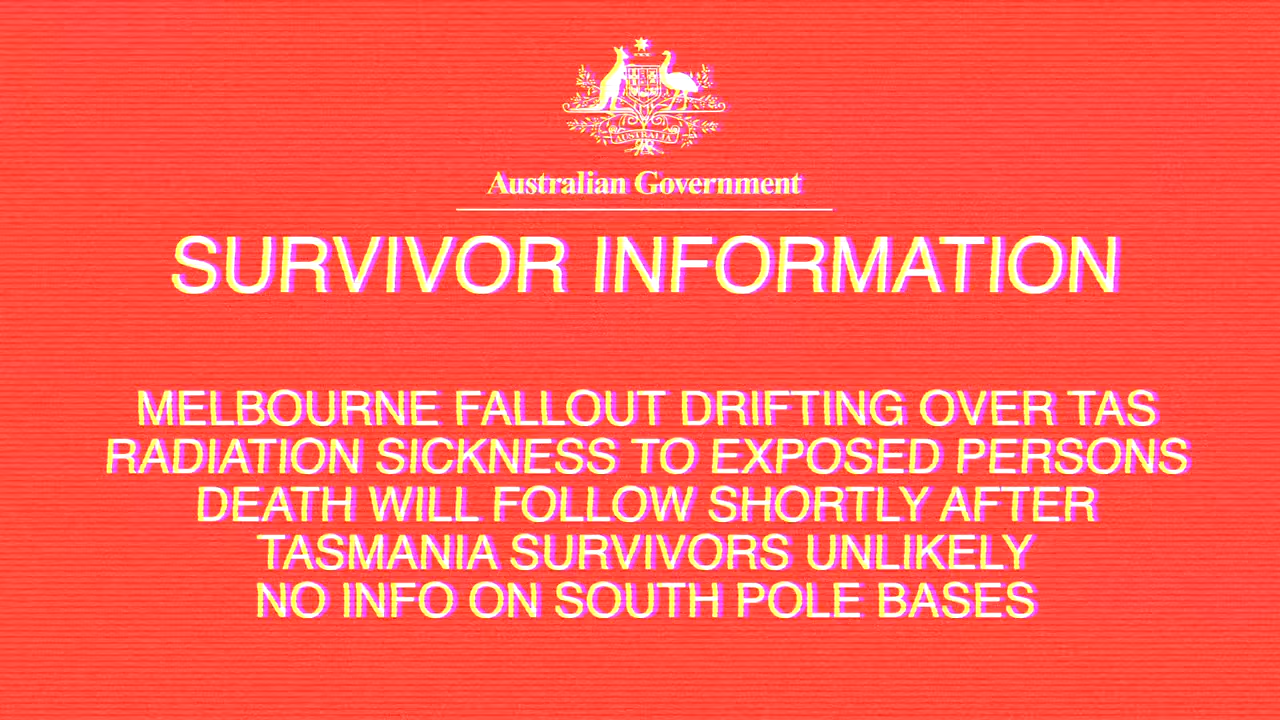 AUSTRALIA
Australian Government
SURVIVOR INFORMATION
MELBOURNE FALLOUT DRIFTING OVER TAS
RADIATION SICKNESS TO EXPOSED PERSONS
DEATH WILL FOLLOW SHORTLY AFTER
TASMANIA SURVIVORS UNLIKELY
NO INFO ON SOUTH POLE BASES